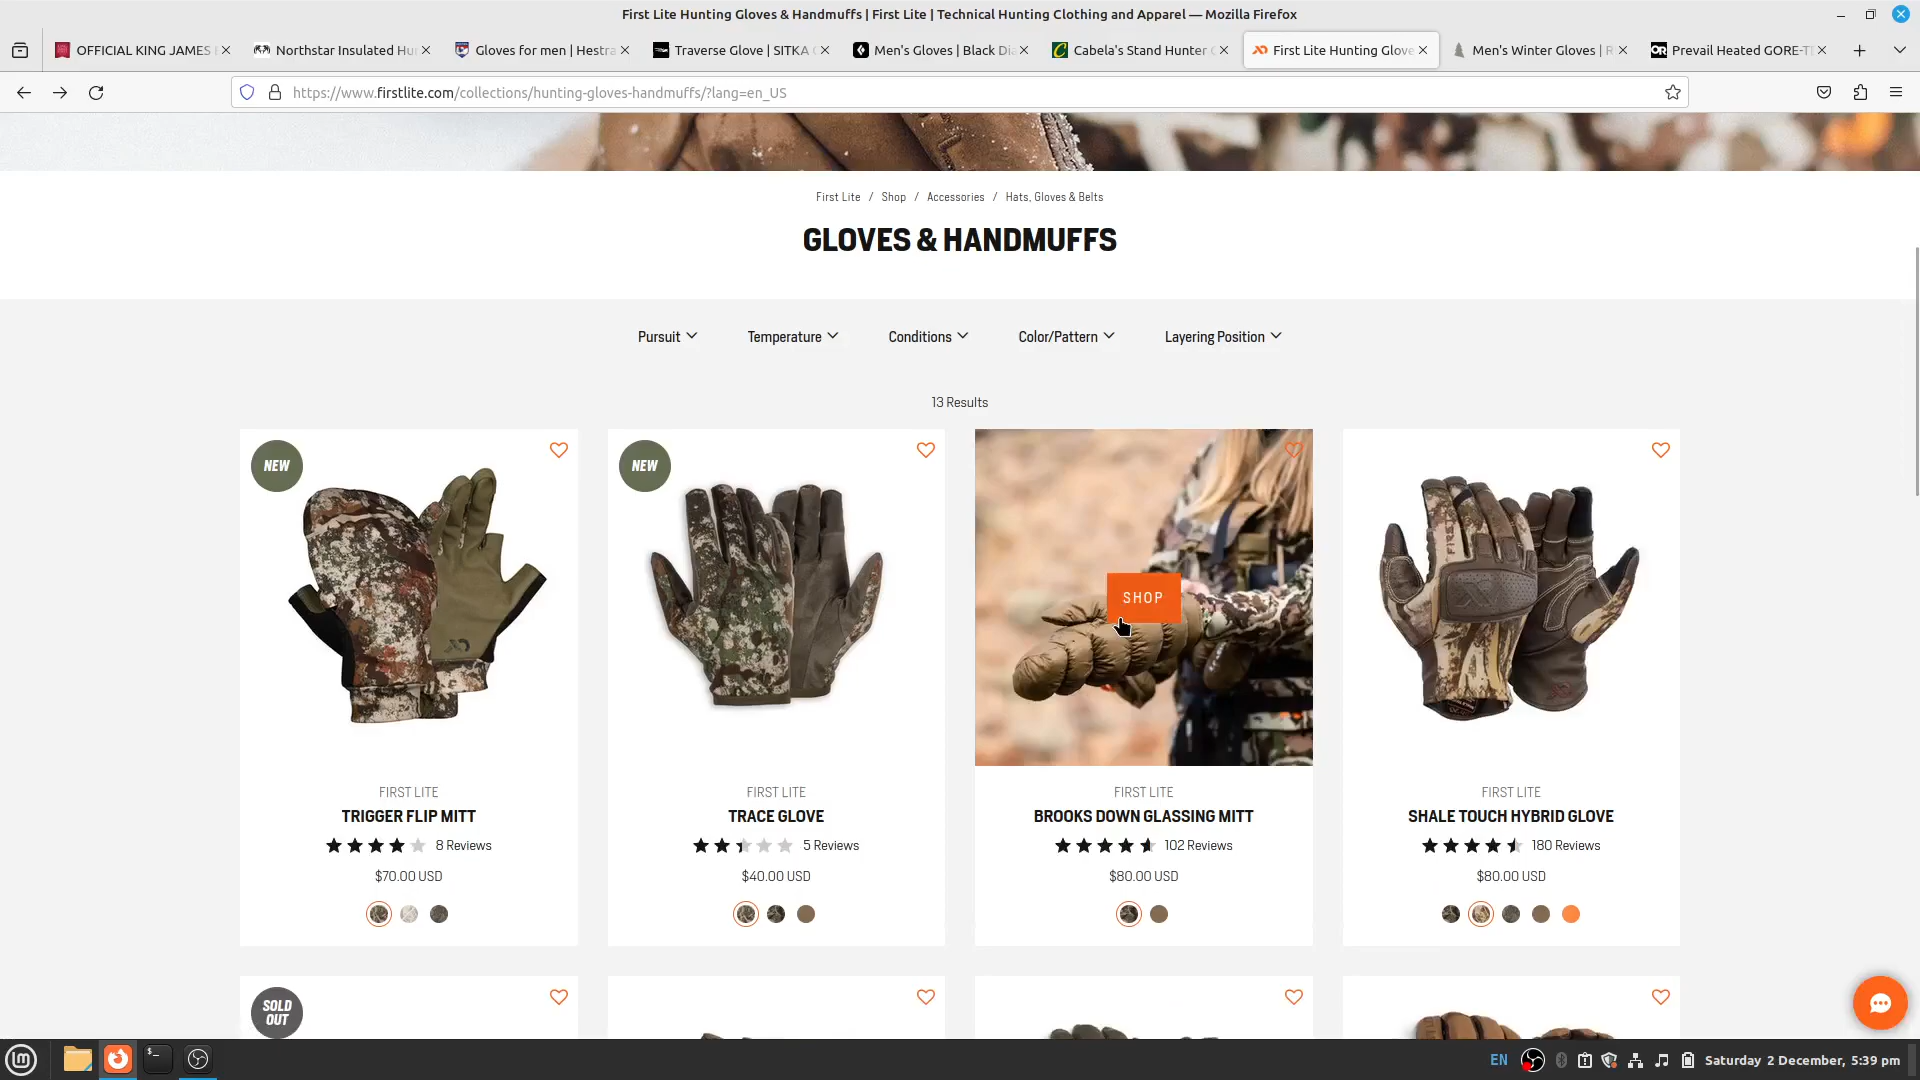 First Lite Hunting Gloves & Handmuffs | First Lite | Technical Hunting Clothing and Apparel — Mozilla Firefox
OFFICIAL KING JAMES
Northstar Insulated Hu
Gloves for men | Hestra
Traverse Glove | SITKA
Men's Gloves | Black Dia
Cabela's Stand Hunter
First Lite Hunting Glove
Men's Winter Gloves | R
OR Prevail Heated GORE-T
https://www.firstlite.com/collections/hunting-gloves-handmuffs/?lang=en_US
First Lite / Shop / Accessories / Hats, Gloves & Belts
GLOVES & HANDMUFFS
Pursuit Temperature Conditions Color/Pattern Layering Position
13 Results
NEW
NEW
SHOP
FIRST LITE
TRIGGER FLIP MITT
8 Reviews
$70.00 USD
FIRST LITE
TRACE GLOVE
5 Reviews
$40.00 USD
FIRST LITE
BROOKS DOWN GLASSING MITT
102 Reviews
$80.00 USD
FIRST LITE
SHALE TOUCH HYBRID GLOVE
180 Reviews
$80.00 USD
SOLD
OUT
EN
Saturday 2 December, 5:39 pm